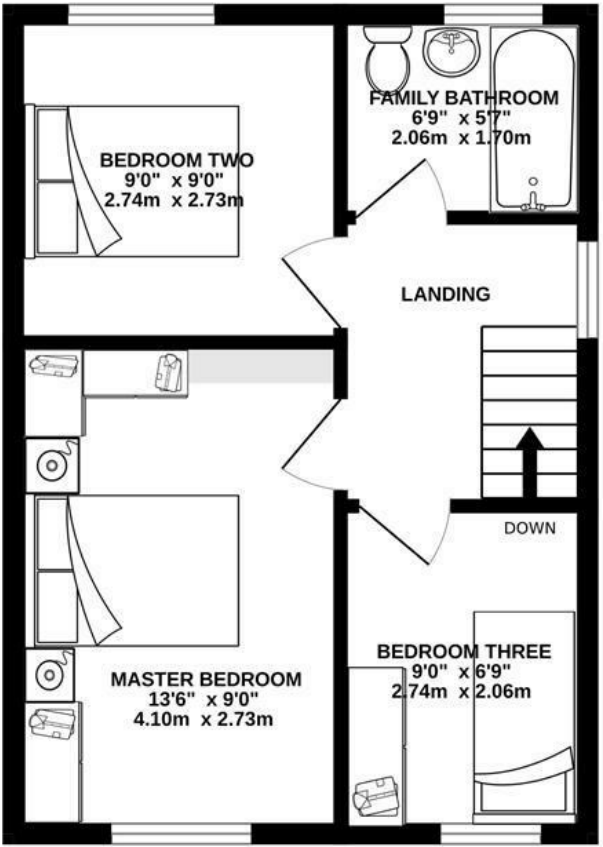 FAMILY BATHROOM
6'9" x 5'7"
2.06m x 1.70m
BEDROOM TWO
9'0" x 9'0"
2.74m x 2.73m
LANDING
DOWN
BEDROOM THREE
9'0" x 6'9"
2.74m x 2.06m
MASTER BEDROOM
13'6" x 9'0"
4.10m x 2.73m